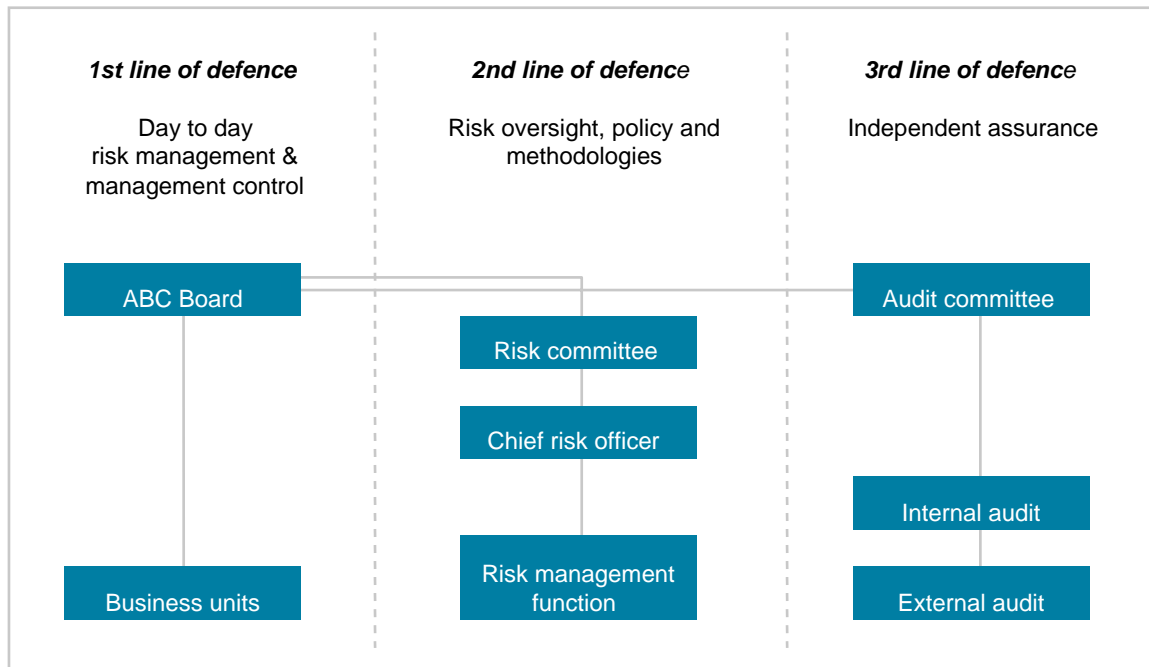 1st line of defence
Day to day
risk management &
management control
ABC Board
Business units
2nd line of defence
Risk oversight, policy and
methodologies
Risk committee
Chief risk officer
Risk management
function
3rd line of defence
Independent assurance
Audit committee
Internal audit
External audit